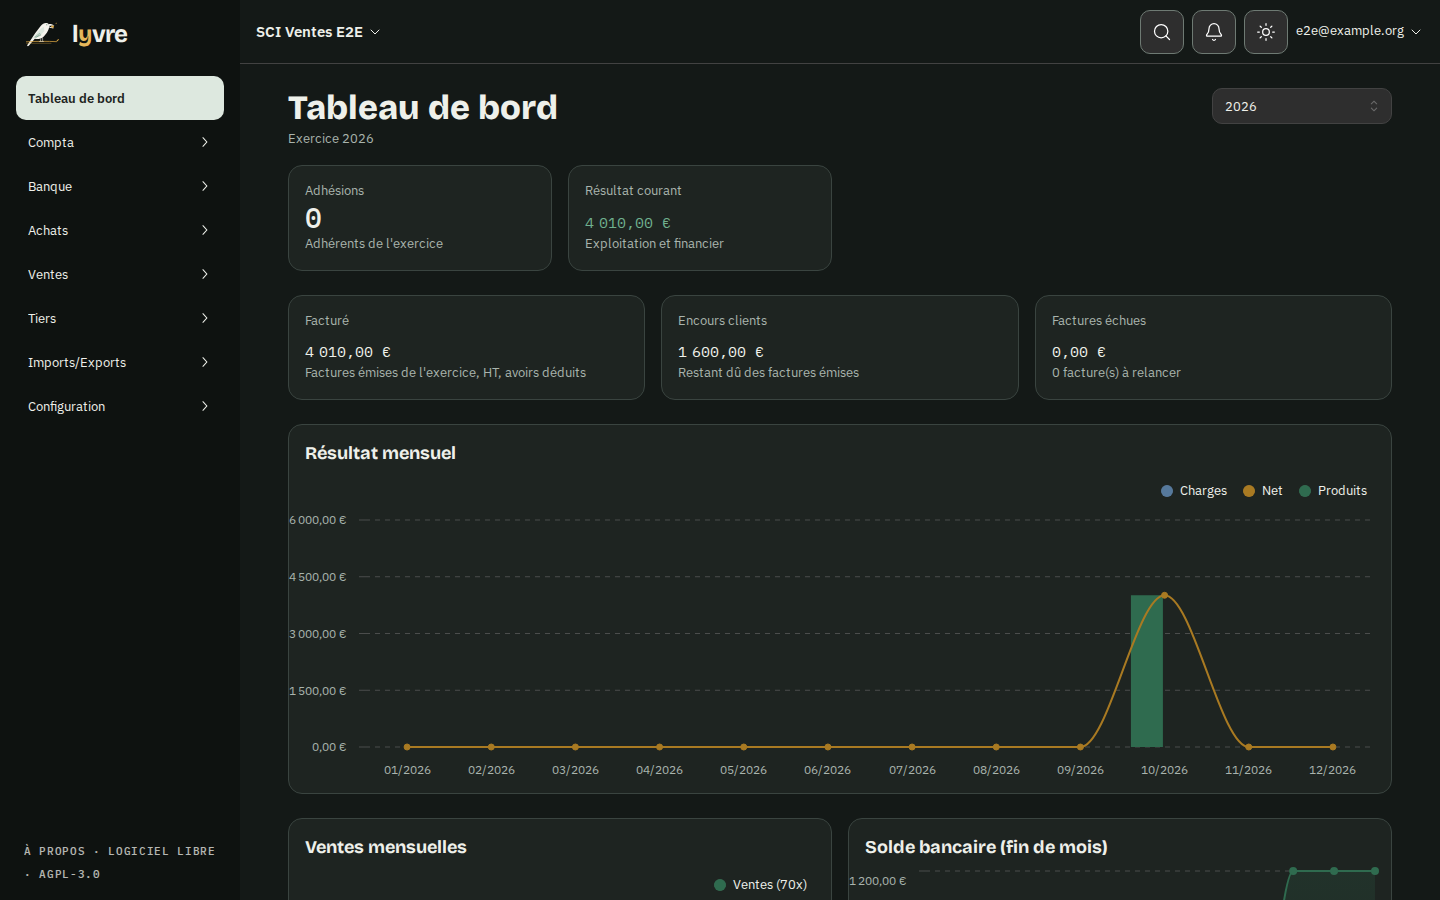 lyvre
SCI Ventes E2E
e2e@example.org
Tableau de bord
Compta
Banque
Achats
Ventes
Tiers
Imports/Exports
Configuration
À PROPOS · LOGICIEL LIBRE
· AGPL-3.0
Tableau de bord
Exercice 2026
2026
Adhésions
0
Adhérents de l'exercice
Résultat courant
4 010,00 €
Exploitation et financier
Facturé
4 010,00 €
Factures émises de l'exercice, HT, avoirs déduits
Encours clients
1 600,00 €
Restant dû des factures émises
Factures échues
0,00 €
0 facture(s) à relancer
Résultat mensuel
Charges Net Produits
6 000,00 €
4 500,00 €
3 000,00 €
1 500,00 €
0,00 €
01/2026 02/2026 03/2026 04/2026 05/2026 06/2026 07/2026 08/2026 09/2026 10/2026 11/2026 12/2026
Ventes mensuelles
Ventes (70x)
Solde bancaire (fin de mois)
1 200,00 €